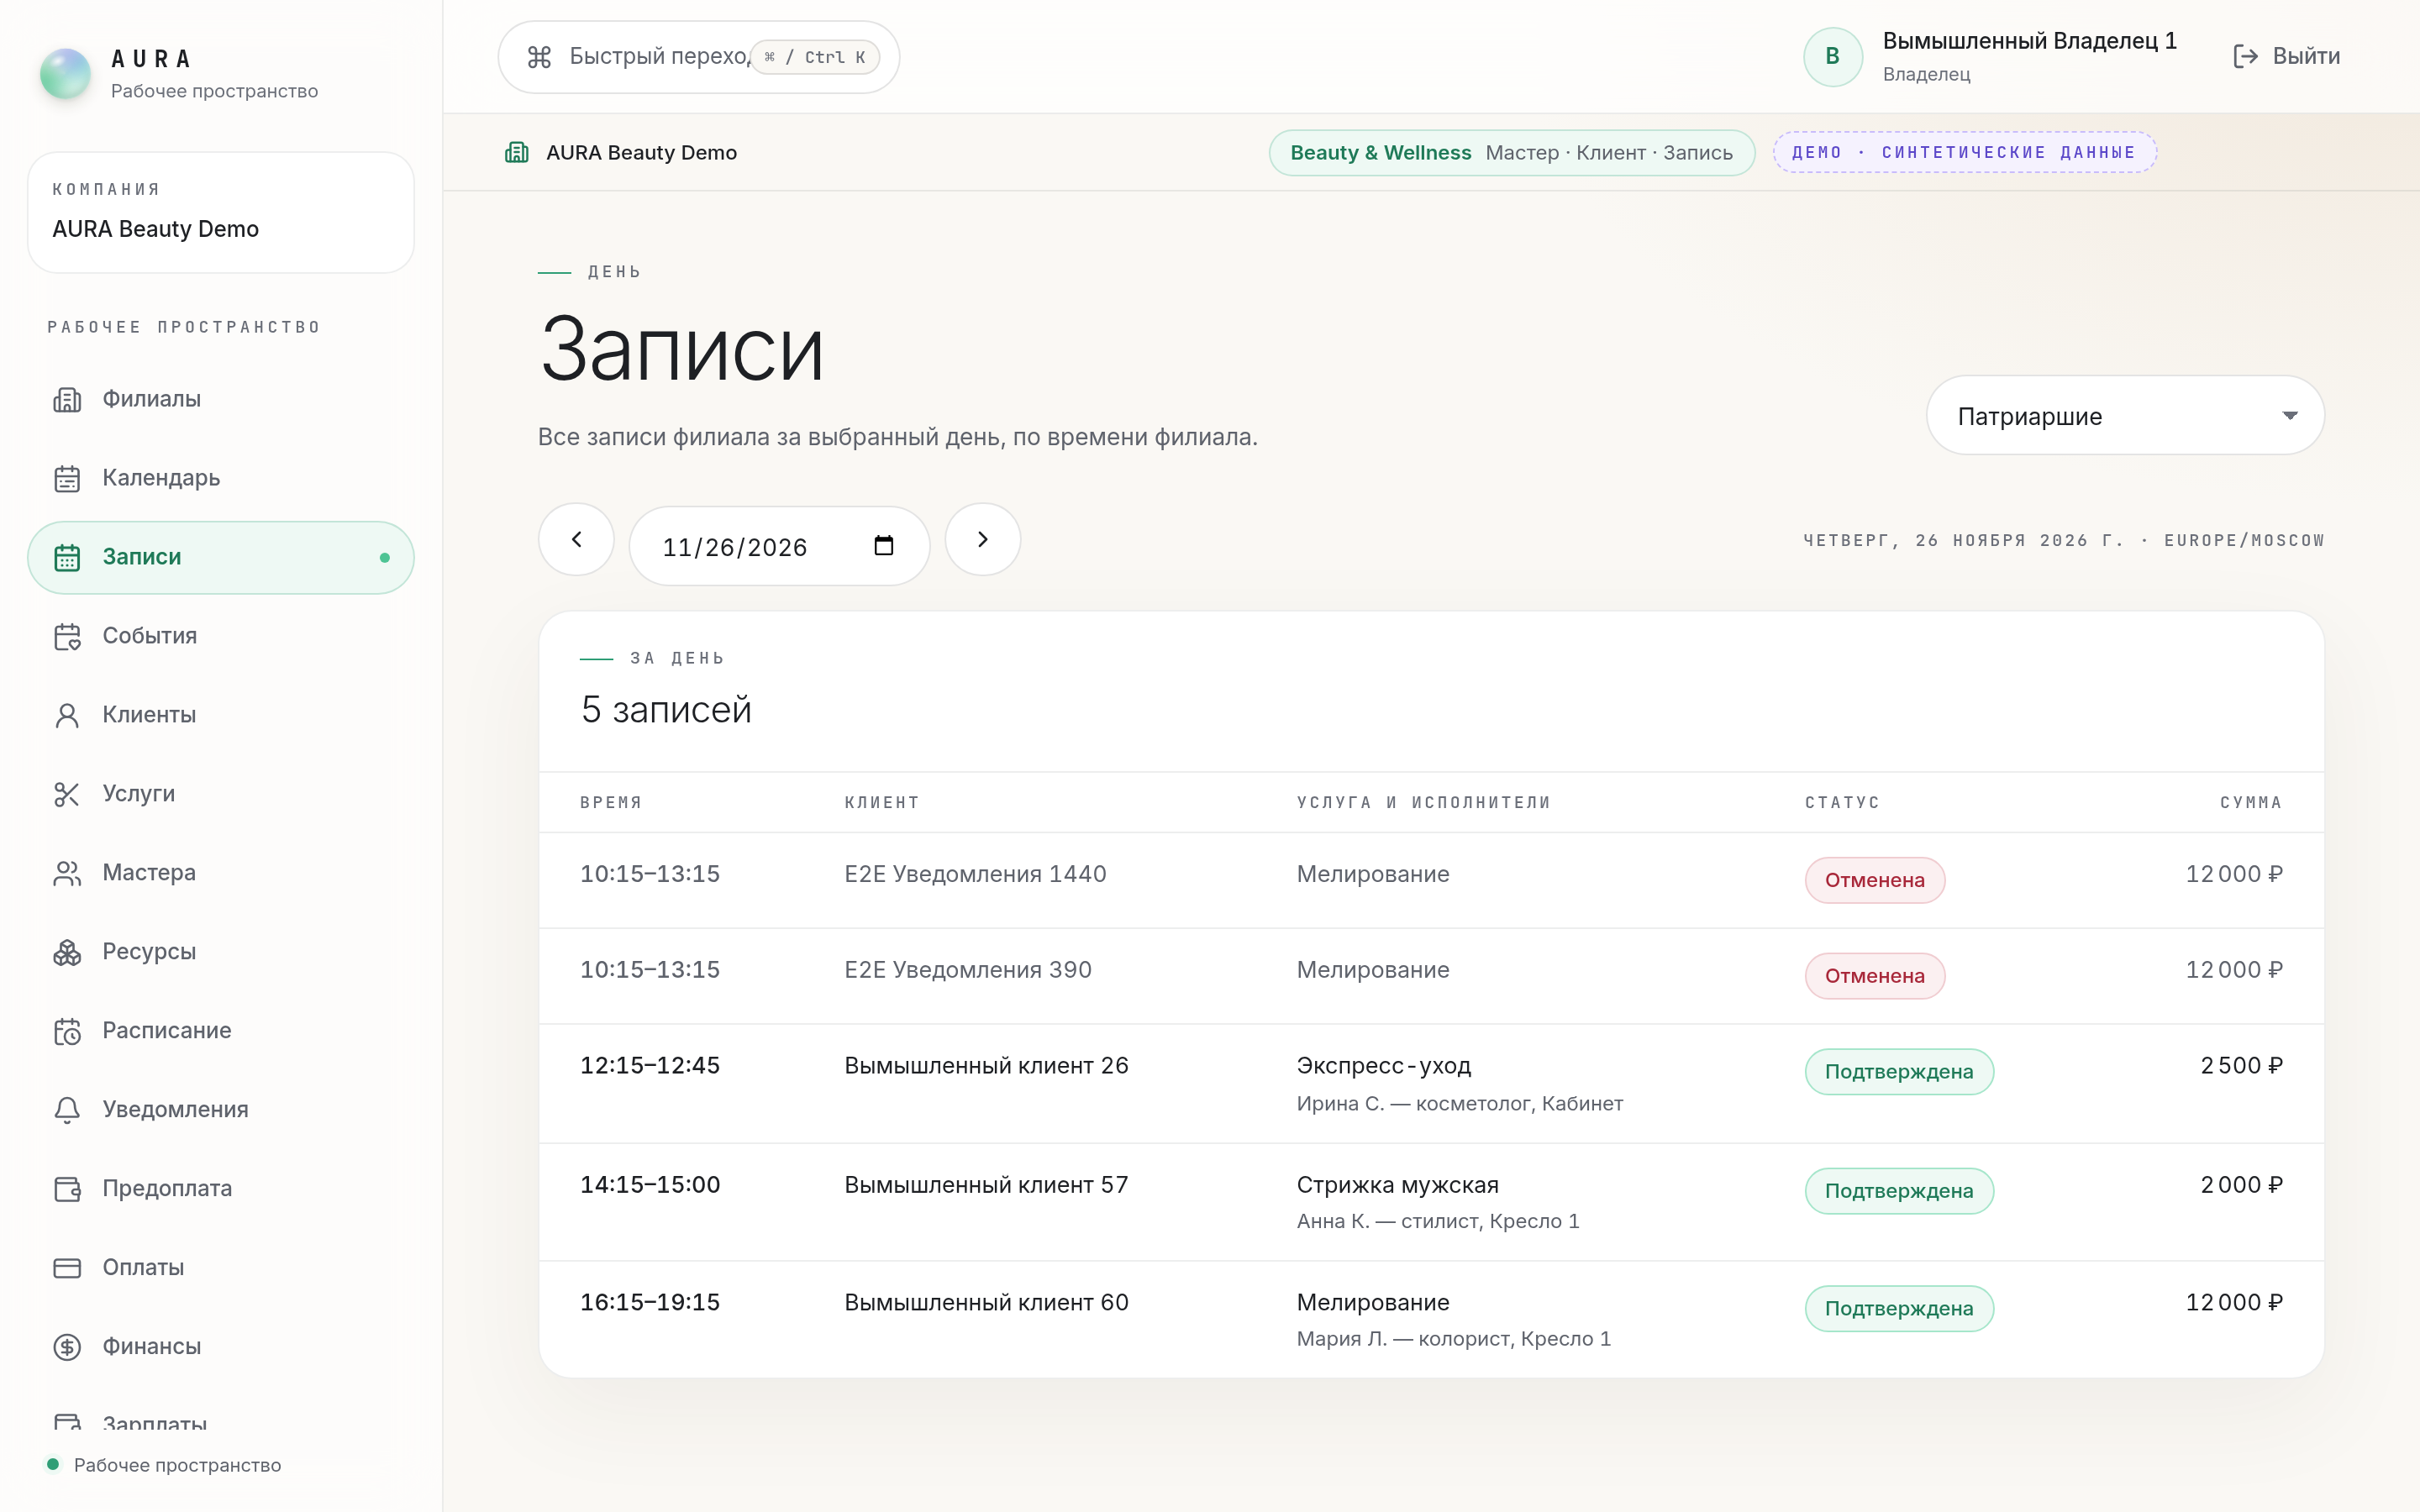 AURA
Рабочее пространство
КОМПАНИЯ
AURA Beauty Demo
РАБОЧЕЕ ПРОСТРАНСТВО
Филиалы
Календарь
Записи
События
Клиенты
Услуги
Мастера
Ресурсы
Расписание
Уведомления
Предоплата
Оплаты
Финансы
Зарплаты
Рабочее пространство
Быстрый переход ⌘ / Ctrl K
В
Вымышленный Владелец 1
Владелец
Выйти
AURA Beauty Demo
Beauty & Wellness Мастер · Клиент · Запись
ДЕМО · СИНТЕТИЧЕСКИЕ ДАННЫЕ
ДЕНЬ
Записи
Все записи филиала за выбранный день, по времени филиала.
Патриаршие
11/26/2026
ЧЕТВЕРГ, 26 НОЯБРЯ 2026 Г. · EUROPE/MOSCOW
ЗА ДЕНЬ
5 записей
ВРЕМЯ КЛИЕНТ УСЛУГА И ИСПОЛНИТЕЛИ СТАТУС СУММА
10:15–13:15 E2E Уведомления 1440 Мелирование Отменена 12 000 ₽
10:15–13:15 E2E Уведомления 390 Мелирование Отменена 12 000 ₽
12:15–12:45 Вымышленный клиент 26 Экспресс-уход Подтверждена 2 500 ₽
Ирина С. — косметолог, Кабинет
14:15–15:00 Вымышленный клиент 57 Стрижка мужская Подтверждена 2 000 ₽
Анна К. — стилист, Кресло 1
16:15–19:15 Вымышленный клиент 60 Мелирование Подтверждена 12 000 ₽
Мария Л. — колорист, Кресло 1